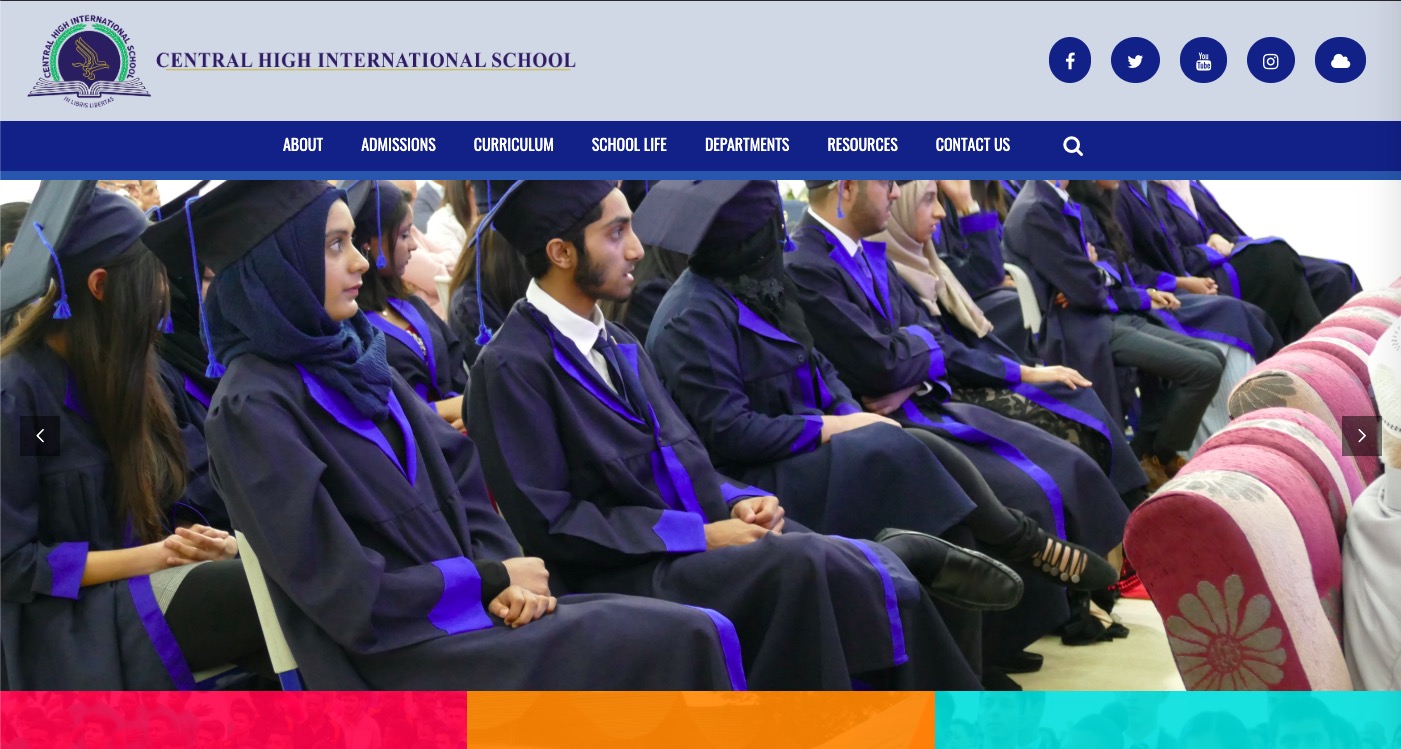 CENTRAL HIGH INTERNATIONAL SCHOOL
IN LIBRIS LIBERTAS
CENTRAL HIGH INTERNATIONAL SCHOOL
You
Tube
ABOUT
ADMISSIONS
CURRICULUM
SCHOOL LIFE
DEPARTMENTS
RESOURCES
CONTACT US